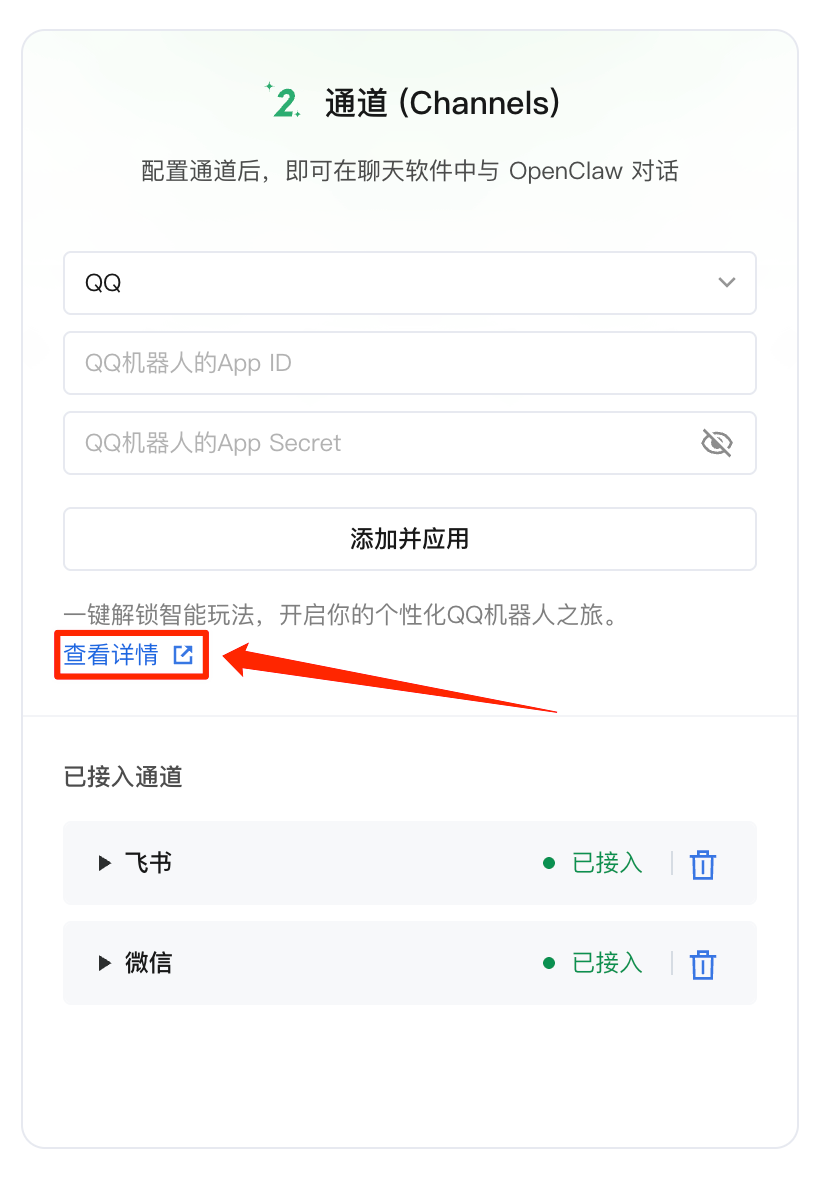 2 通道 (Channels)
配置通道后，即可在聊天软件中与 OpenClaw 对话
QQ
QQ机器人的App ID
QQ机器人的App Secret
添加并应用
一键解锁智能玩法，开启你的个性化QQ机器人之旅。
查看详情
已接入通道
飞书 已接入
微信 已接入